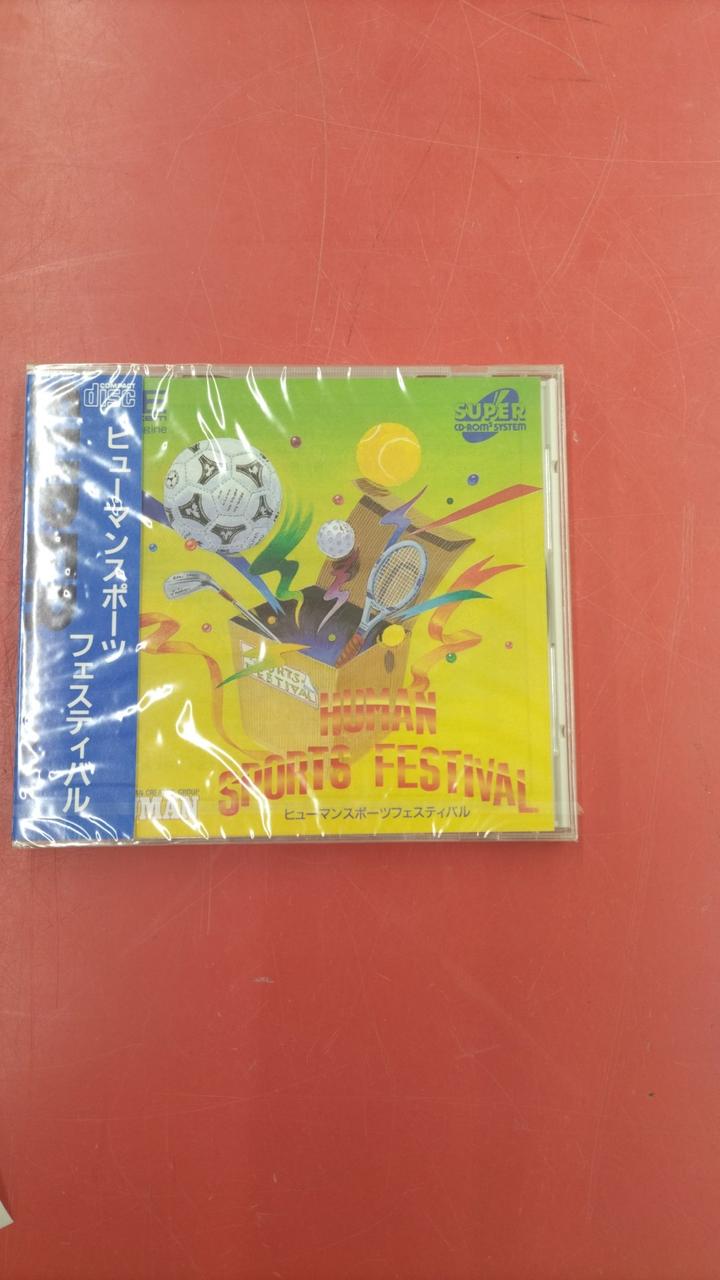 COMPACT
disc
ヒューマンスポーツ
フェスティバル
SUPER
CD-ROM² SYSTEM
SPORTS
FESTIVAL
HUMAN
SPORTS FESTIVAL
ヒューマンスポーツフェスティバル